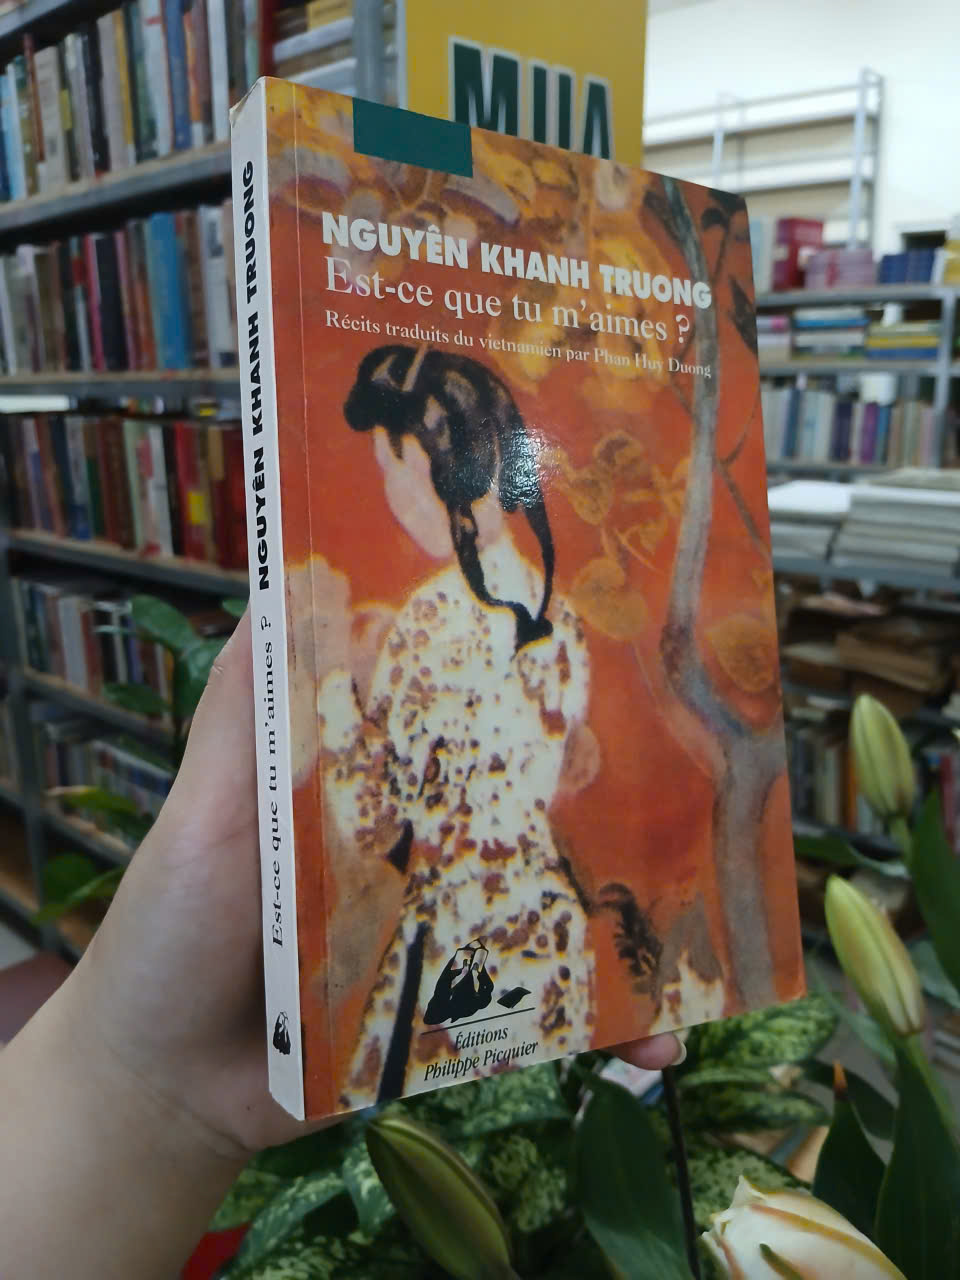 MUA
NGUYÊN KHANH TRUONG
Est-ce que tu m'aimes ?
Récits traduits du vietnamien par Phan Huy Duong
Éditions
Philippe Picquier
Est-ce que tu m'aimes ? NGUYÊN KHANH TRUONG